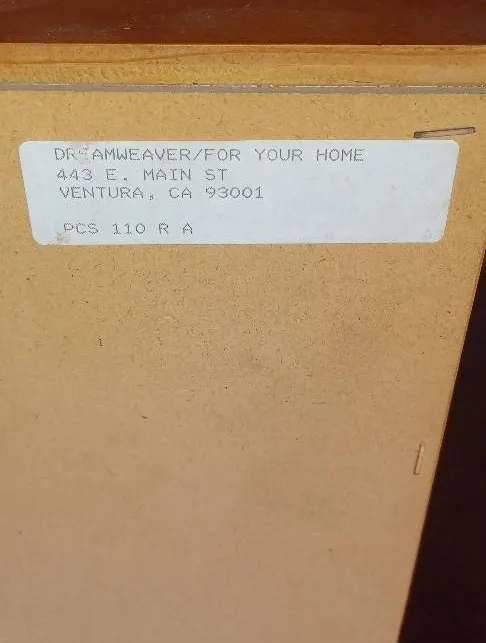 DREAMWEAVER/FOR YOUR HOME
443 E. MAIN ST
VENTURA, CA 93001
PCS 110 R A